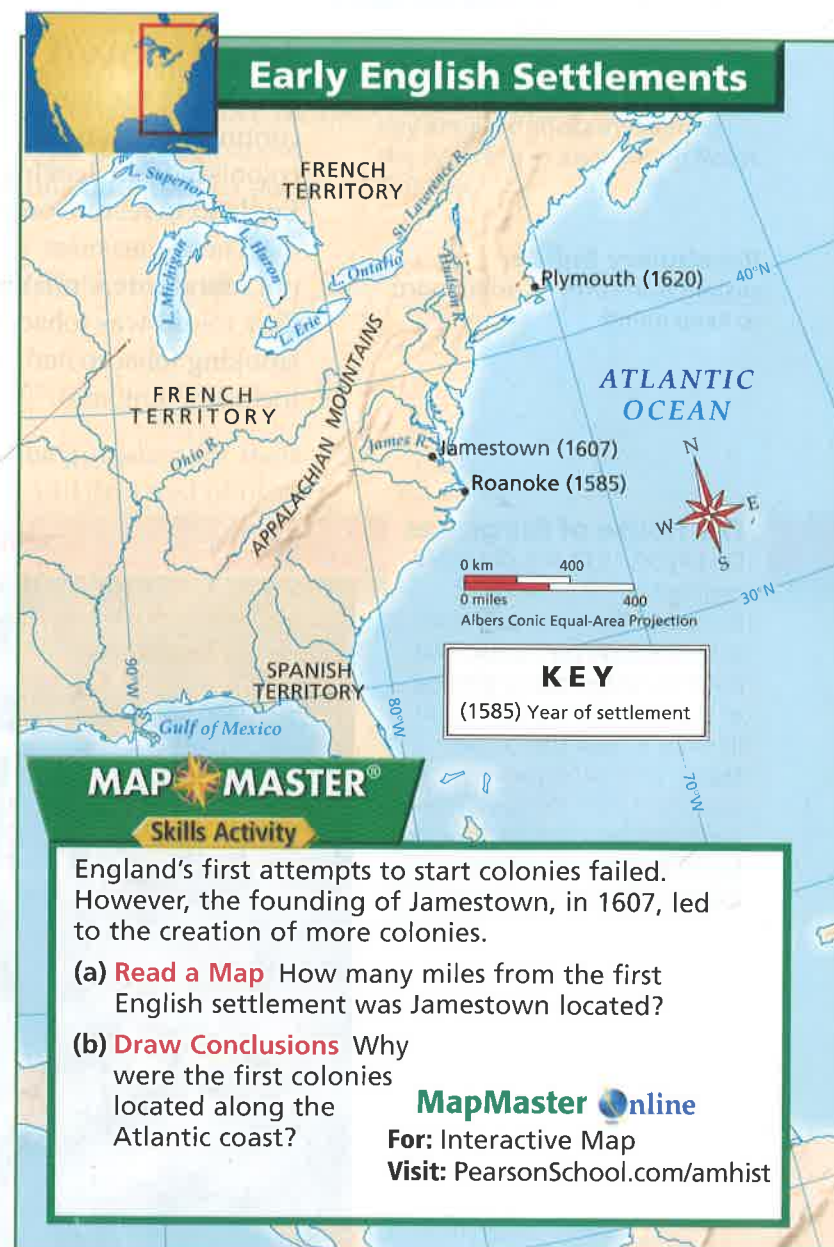 Early English Settlements
FRENCH
TERRITORY
L. Superior
St. Lawrence R.
L. Michigan
L. Huron
L. Ontario
L. Erie
Hudson R.
Plymouth (1620)
40°N
FRENCH
TERRITORY
APPALACHIAN MOUNTAINS
ATLANTIC
OCEAN
Ohio R.
James R.
Jamestown (1607)
Roanoke (1585)
N
E
W
S
0 km 400
0 miles 400
Albers Conic Equal-Area Projection
30°N
90°W
SPANISH
TERRITORY
80°W
Gulf of Mexico
KEY
(1585) Year of settlement
70°W
MAP MASTER®
Skills Activity
England's first attempts to start colonies failed.
However, the founding of Jamestown, in 1607, led
to the creation of more colonies.
(a) Read a Map How many miles from the first
English settlement was Jamestown located?
(b) Draw Conclusions Why
were the first colonies
located along the
Atlantic coast?
MapMaster Online
For: Interactive Map
Visit: PearsonSchool.com/amhist